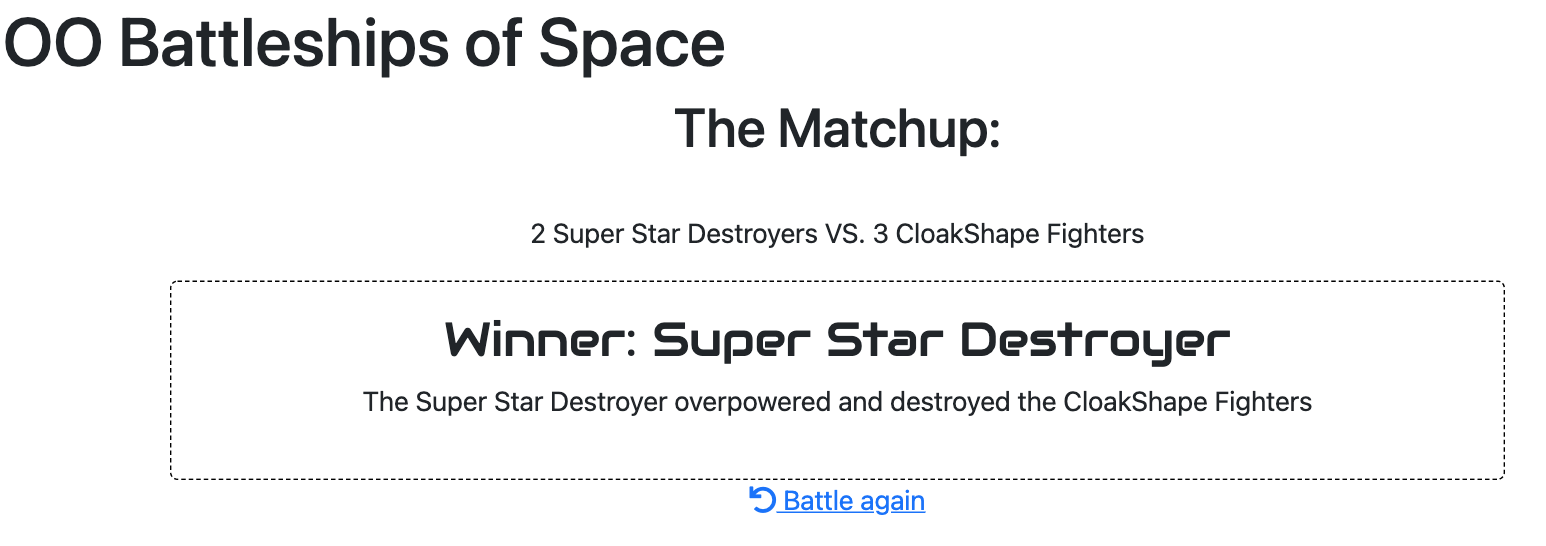 OO Battleships of Space
The Matchup:
2 Super Star Destroyers VS. 3 CloakShape Fighters
Winner: Super Star Destroyer
The Super Star Destroyer overpowered and destroyed the CloakShape Fighters
Battle again